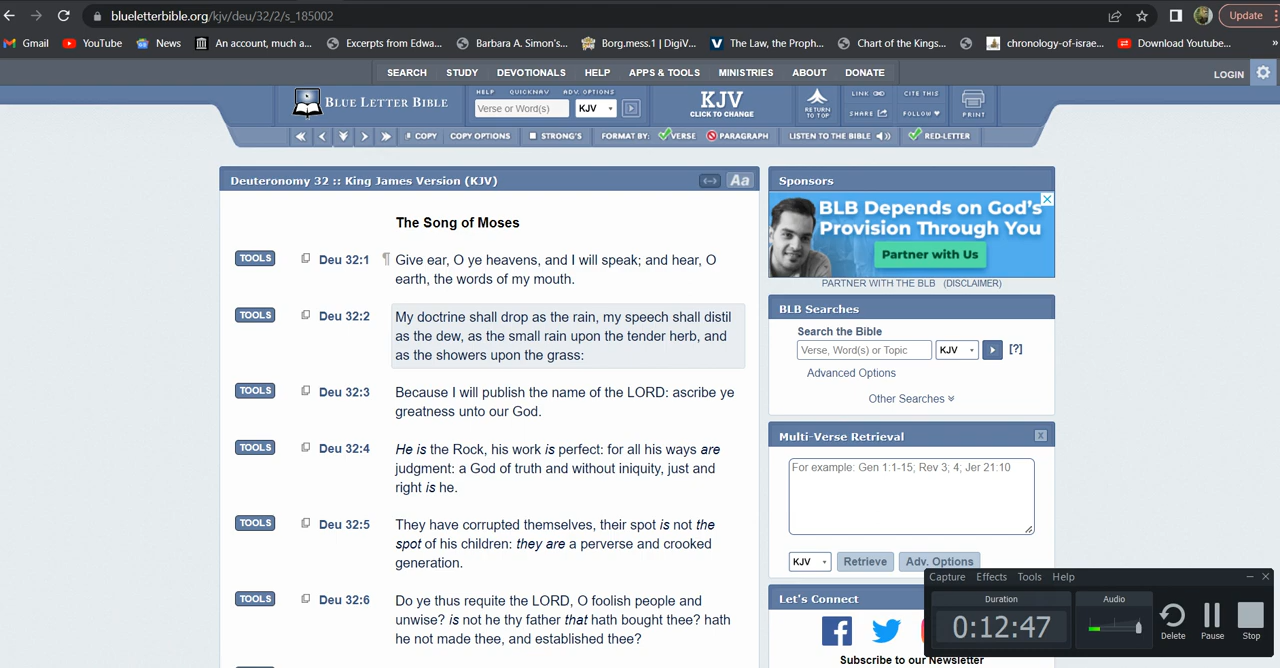 blueletterbible.org/kjv/deu/32/2/s_185002
Update
Gmail
YouTube
News
An account, much a...
Excerpts from Edwa...
Barbara A. Simon's...
Borg.mess.1 | DigiV...
The Law, the Proph...
Chart of the Kings...
chronology-of-israe...
Download Youtube...
»
SEARCH STUDY DEVOTIONALS HELP APPS & TOOLS MINISTRIES ABOUT DONATE
LOGIN
BLUE LETTER BIBLE
HELP QUICKNAV ADV OPTIONS
Verse or Word(s) KJV
KJV
CLICK TO CHANGE
RETURN
TO TOP
LINK
CITE THIS
SHARE
FOLLOW
PRINT
COPY COPY OPTIONS STRONG'S FORMAT BY: VERSE PARAGRAPH LISTEN TO THE BIBLE RED-LETTER
Deuteronomy 32 :: King James Version (KJV)
Aa
The Song of Moses
TOOLS Deu 32:1 ¶ Give ear, O ye heavens, and I will speak; and hear, O
earth, the words of my mouth.
TOOLS Deu 32:2 My doctrine shall drop as the rain, my speech shall distil
as the dew, as the small rain upon the tender herb, and
as the showers upon the grass:
TOOLS Deu 32:3 Because I will publish the name of the LORD: ascribe ye
greatness unto our God.
TOOLS Deu 32:4 He is the Rock, his work is perfect: for all his ways are
judgment: a God of truth and without iniquity, just and
right is he.
TOOLS Deu 32:5 They have corrupted themselves, their spot is not the
spot of his children: they are a perverse and crooked
generation.
TOOLS Deu 32:6 Do ye thus requite the LORD, O foolish people and
unwise? is not he thy father that hath bought thee? hath
he not made thee, and established thee?
Sponsors
BLB Depends on God's
Provision Through You
Partner with Us
PARTNER WITH THE BLB (DISCLAIMER)
BLB Searches
Search the Bible
Verse, Word(s) or Topic KJV [?]
Advanced Options
Other Searches
Multi-Verse Retrieval
X
For example: Gen 1:1-15; Rev 3; 4; Jer 21:10
KJV Retrieve Adv. Options
Let's Connect
Subscribe to our Newsletter
Capture Effects Tools Help
Duration
0:12:47
Audio
Delete Pause Stop